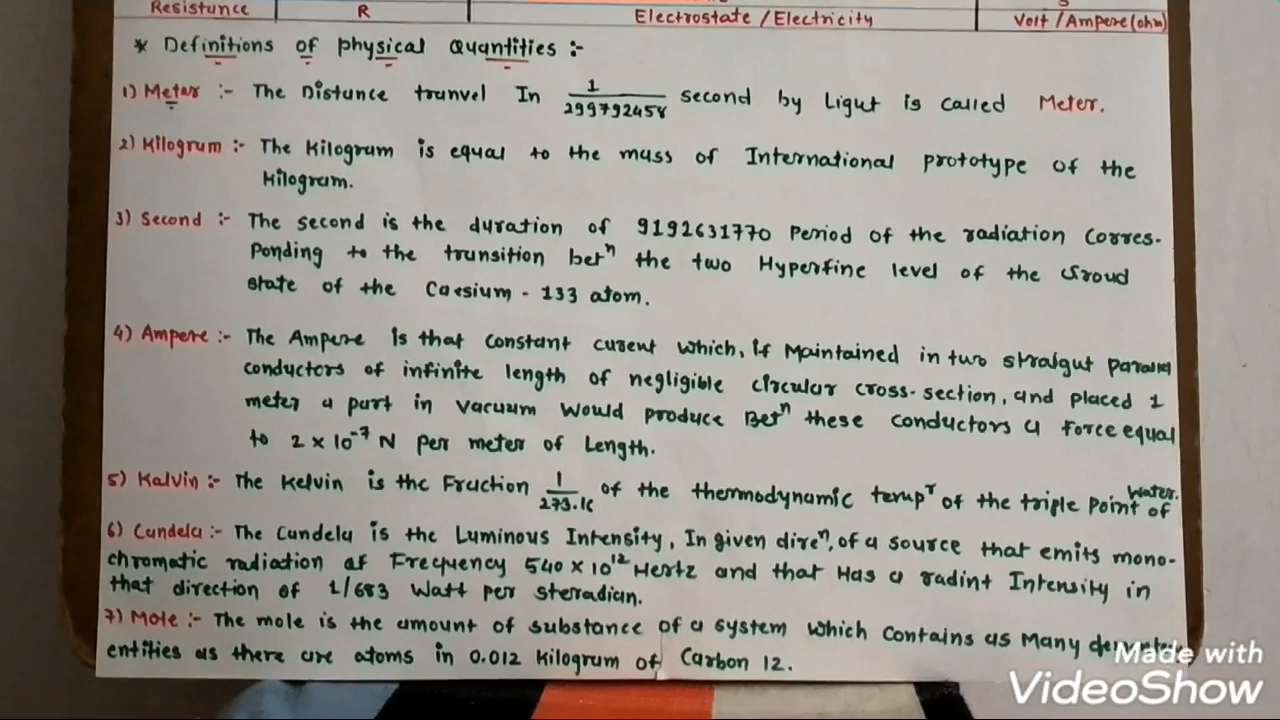 Resistance R Electrostate / Electricity Volt / Ampere (ohm)
* Definitions of physical Quantities :-
1) Meter :- The Distance tranvel In 1/299792458 second by Ligut is called Meter.
2) Kilogram :- The Kilogram is equal to the mass of International prototype of the
Kilogram.
3) Second :- The second is the duration of 9192631770 Period of the radiation Corres-
Ponding to the transition betⁿ the two Hyperfine level of the Groud
state of the Caesium - 133 atom.
4) Ampere :- The Ampere is that constant curent which, if Maintained in two straigut parallel
conductors of infinite length of negligible circular cross-section, and placed 1
meter a part in vacuum would produce Betⁿ these conductors a force equal
to 2 × 10⁻⁷ N per meter of Length.
5) Kalvin :- The Kelvin is the Fraction 1/273.16 of the thermodynamic tempʳ of the triple point of Water.
6) Candela :- The Candela is the Luminous Intensity, In given direⁿ, of a source that emits mono-
chromatic radiation of Frequency 540 × 10¹² Hertz and that Has a radint Intensity in
that direction of 1/683 Watt per steradian.
7) Mole :- The mole is the amount of substance of a system which contains as Many
entities as there are atoms in 0.012 Kilogram of Carbon 12.
Made with
VideoShow